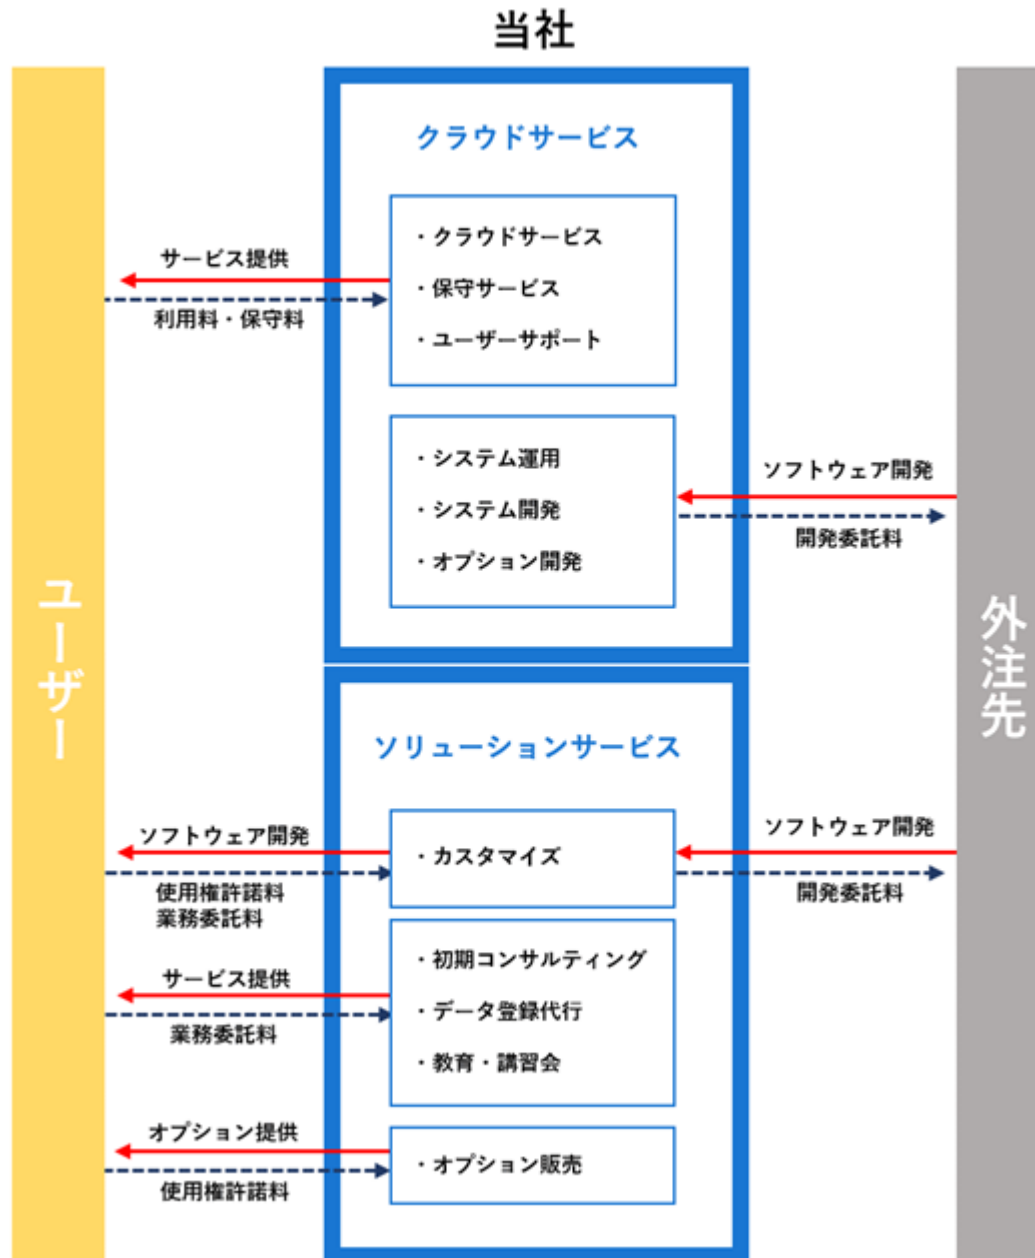 当社
クラウドサービス
・クラウドサービス
・保守サービス
・ユーザーサポート
サービス提供
利用料・保守料
・システム運用
・システム開発
・オプション開発
ソフトウェア開発
開発委託料
ユーザー
外注先
ソリューションサービス
ソフトウェア開発
使用権許諾料
業務委託料
・カスタマイズ
ソフトウェア開発
開発委託料
サービス提供
業務委託料
・初期コンサルティング
・データ登録代行
・教育・講習会
オプション提供
使用権許諾料
・オプション販売